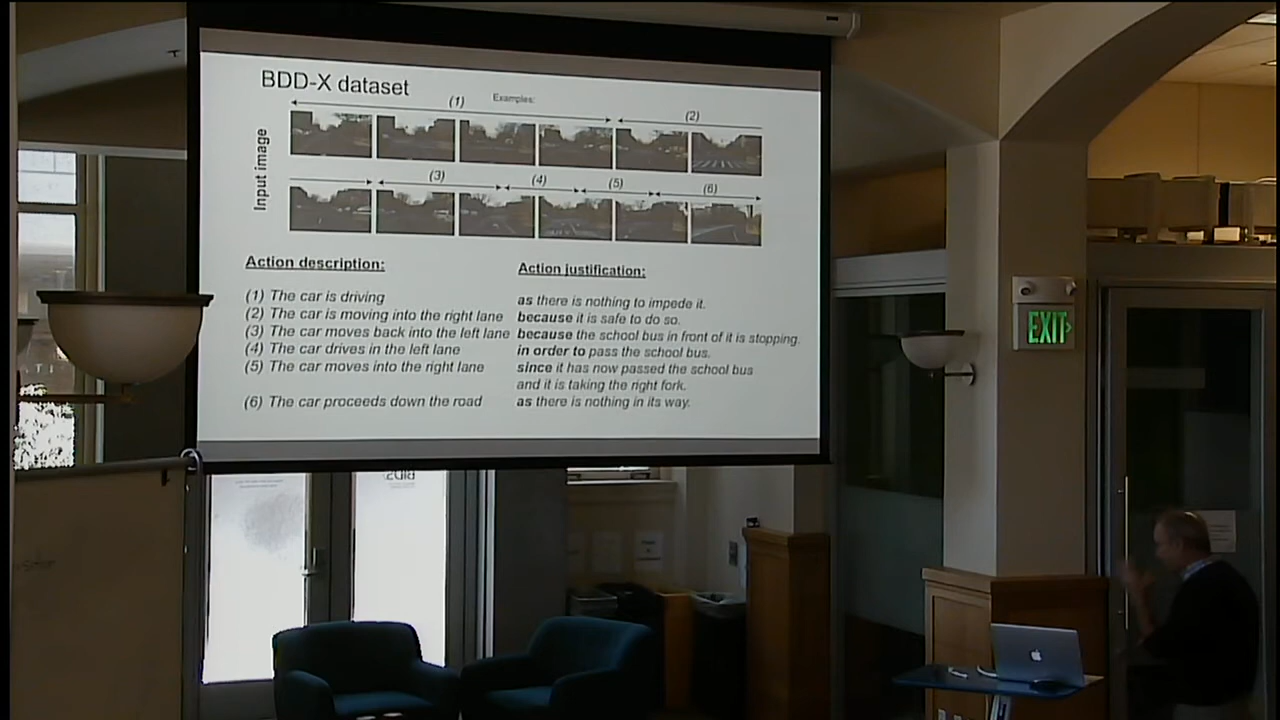 BDD-X dataset
Examples:
(1)
(2)
Input image
(3)
(4)
(5)
(6)
Action description:
Action justification:
(1) The car is driving
as there is nothing to impede it.
(2) The car is moving into the right lane
because it is safe to do so.
(3) The car moves back into the left lane
because the school bus in front of it is stopping.
(4) The car drives in the left lane
in order to pass the school bus.
(5) The car moves into the right lane
since it has now passed the school bus
and it is taking the right fork.
(6) The car proceeds down the road
as there is nothing in its way.
EXIT